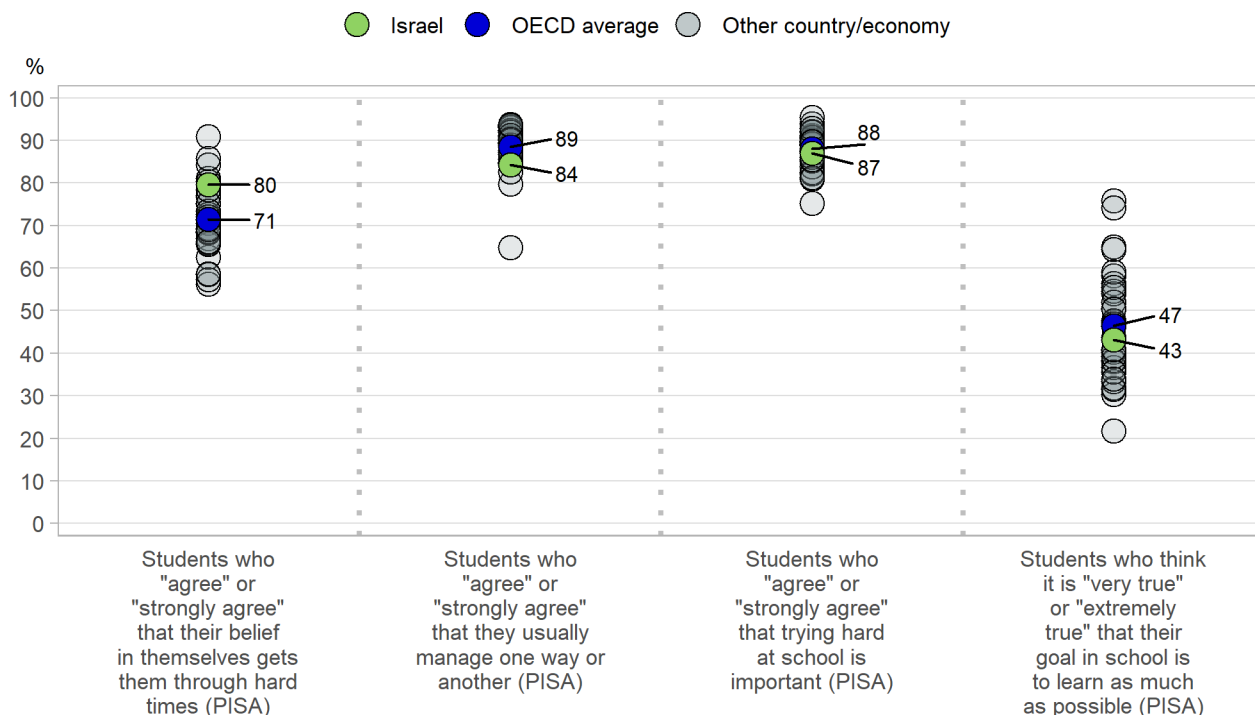 Israel OECD average Other country/economy
%
100
90
80
70
60
50
40
30
20
10
0
80
71
89
84
88
87
47
43
Students who
"agree" or
"strongly agree"
that their belief
in themselves gets
them through hard
times (PISA)
Students who
"agree" or
"strongly agree"
that they usually
manage one way or
another (PISA)
Students who
"agree" or
"strongly agree"
that trying hard
at school is
important (PISA)
Students who think
it is "very true"
or "extremely
true" that their
goal in school is
to learn as much
as possible (PISA)